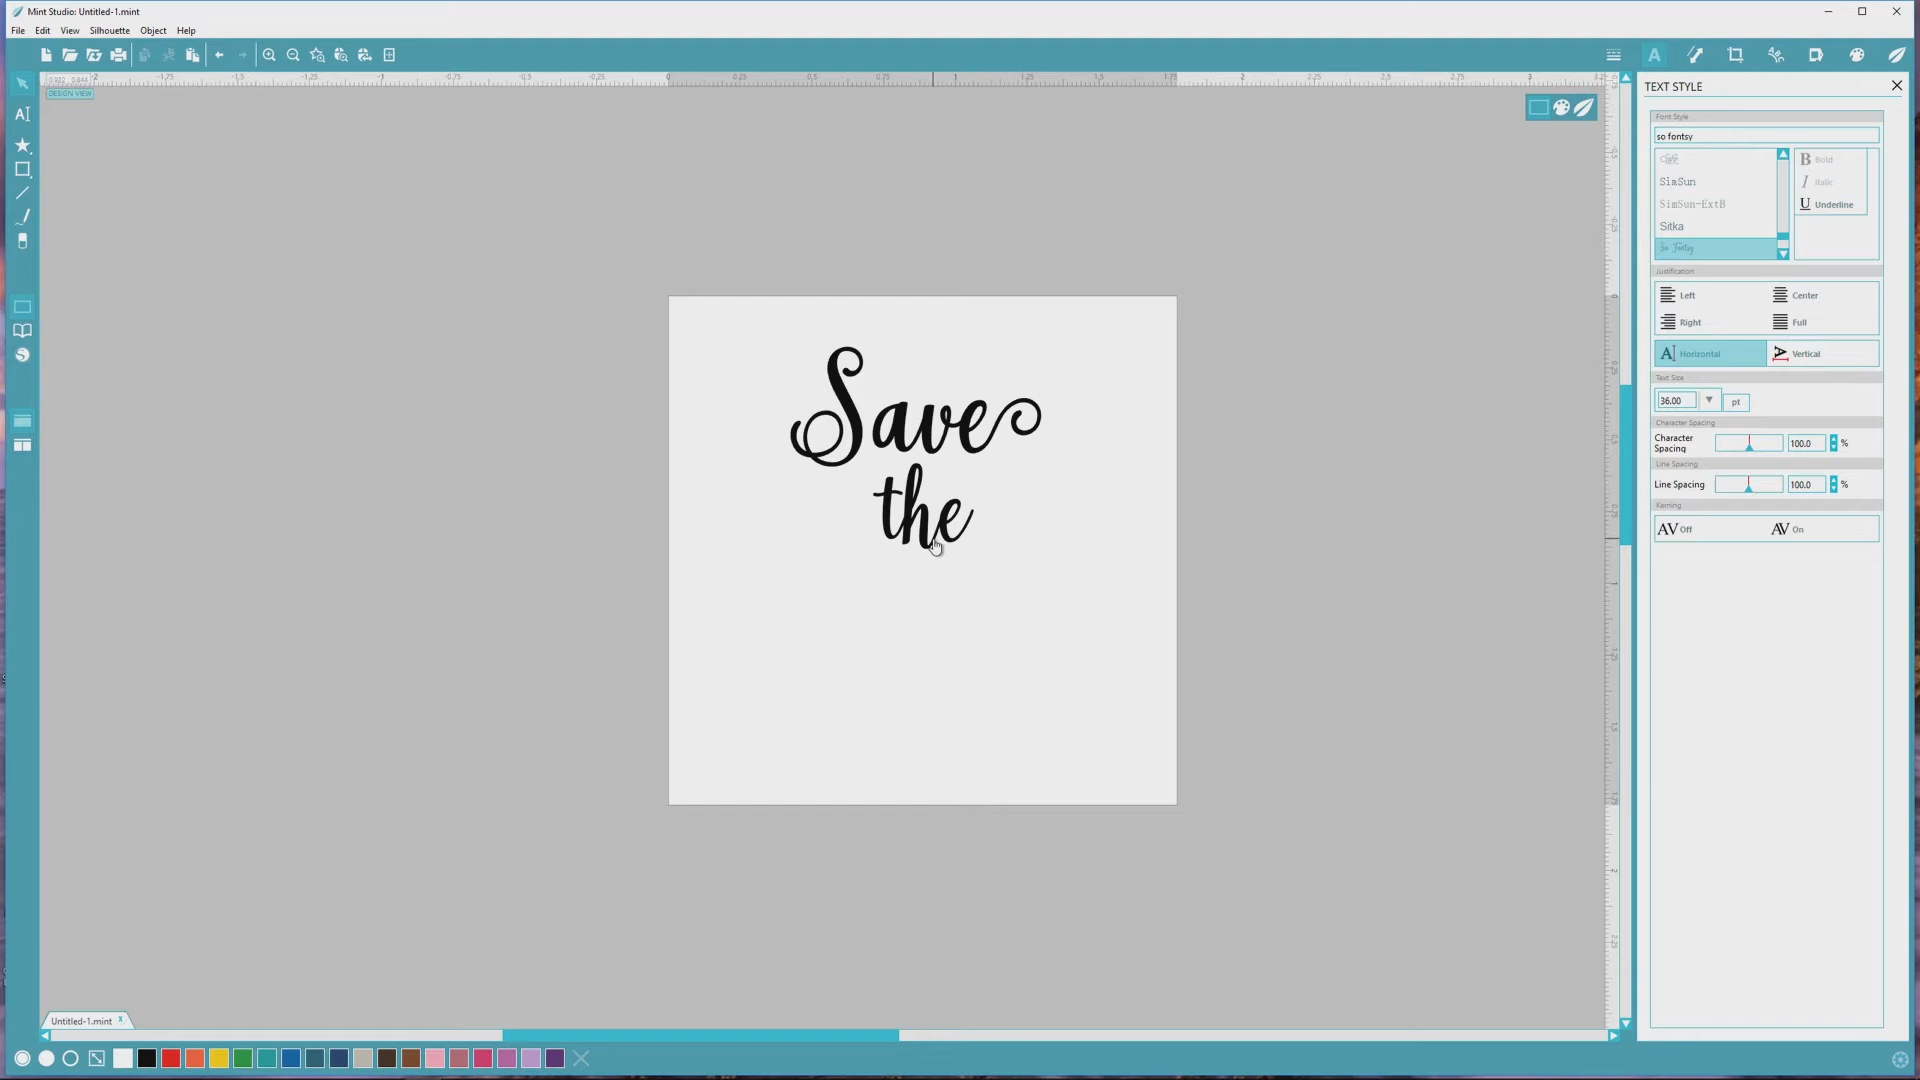 Mint Studio: Untitled-1.mint
File Edit View Silhouette Object Help
DESIGN VIEW
TEXT STYLE
Font Style
so fontsy
SimSun
SimSun-ExtB
Sitka
So Fontsy
B Bold
I Italic
U Underline
Justification
Left Center
Right Full
Horizontal Vertical
Text Size
36.00 pt
Character Spacing
Character Spacing 100.0 %
Line Spacing
Line Spacing 100.0 %
Kerning
AV Off AV On
Save
the
Untitled-1.mint